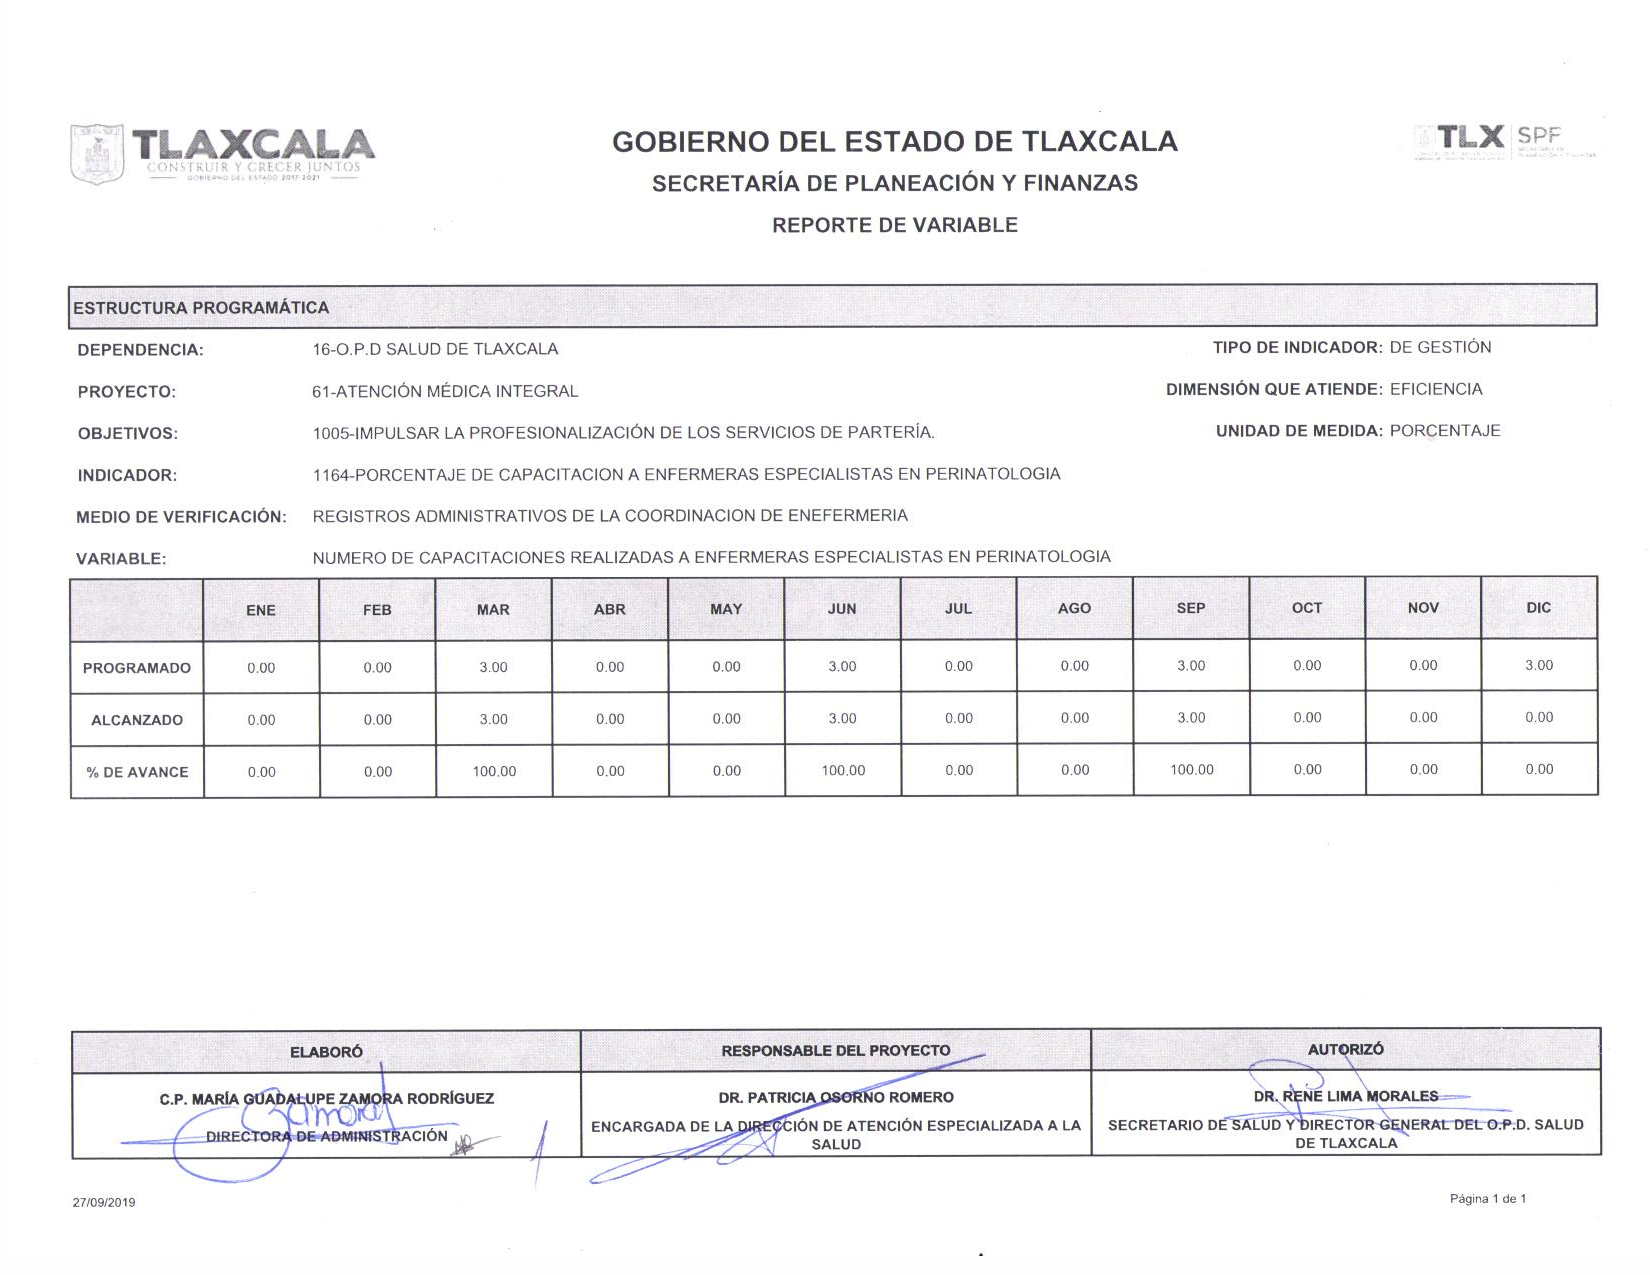 TLAXCALA
CONSTRUIR Y CRECER JUNTOS
GOBIERNO DEL ESTADO 2017-2021
GOBIERNO DEL ESTADO DE TLAXCALA
SECRETARÍA DE PLANEACIÓN Y FINANZAS
REPORTE DE VARIABLE
TLX SPF
ESTRUCTURA PROGRAMÁTICA
DEPENDENCIA: 16-O.P.D SALUD DE TLAXCALA TIPO DE INDICADOR: DE GESTIÓN
PROYECTO: 61-ATENCIÓN MÉDICA INTEGRAL DIMENSIÓN QUE ATIENDE: EFICIENCIA
OBJETIVOS: 1005-IMPULSAR LA PROFESIONALIZACIÓN DE LOS SERVICIOS DE PARTERÍA. UNIDAD DE MEDIDA: PORCENTAJE
INDICADOR: 1164-PORCENTAJE DE CAPACITACION A ENFERMERAS ESPECIALISTAS EN PERINATOLOGIA
MEDIO DE VERIFICACIÓN: REGISTROS ADMINISTRATIVOS DE LA COORDINACION DE ENEFERMERIA
VARIABLE: NUMERO DE CAPACITACIONES REALIZADAS A ENFERMERAS ESPECIALISTAS EN PERINATOLOGIA
ENE FEB MAR ABR MAY JUN JUL AGO SEP OCT NOV DIC
PROGRAMADO 0.00 0.00 3.00 0.00 0.00 3.00 0.00 0.00 3.00 0.00 0.00 3.00
ALCANZADO 0.00 0.00 3.00 0.00 0.00 3.00 0.00 0.00 3.00 0.00 0.00 0.00
% DE AVANCE 0.00 0.00 100.00 0.00 0.00 100.00 0.00 0.00 100.00 0.00 0.00 0.00
ELABORÓ RESPONSABLE DEL PROYECTO AUTORIZÓ
C.P. MARÍA GUADALUPE ZAMORA RODRÍGUEZ
DIRECTORA DE ADMINISTRACIÓN
DR. PATRICIA OSORNO ROMERO
ENCARGADA DE LA DIRECCIÓN DE ATENCIÓN ESPECIALIZADA A LA
SALUD
DR. RENE LIMA MORALES
SECRETARIO DE SALUD Y DIRECTOR GENERAL DEL O.P.D. SALUD
DE TLAXCALA
27/09/2019 Página 1 de 1